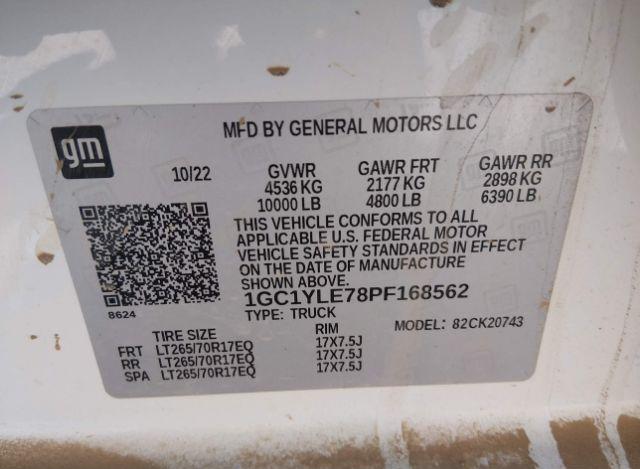 gm
MFD BY GENERAL MOTORS LLC
10/22 GVWR GAWR FRT GAWR RR
4536 KG 2177 KG 2898 KG
10000 LB 4800 LB 6390 LB
THIS VEHICLE CONFORMS TO ALL
APPLICABLE U.S. FEDERAL MOTOR
VEHICLE SAFETY STANDARDS IN EFFECT
ON THE DATE OF MANUFACTURE
SHOWN ABOVE.
8624
1GC1YLE78PF168562
TYPE: TRUCK MODEL: 82CK20743
TIRE SIZE RIM
FRT LT265/70R17EQ 17X7.5J
RR LT265/70R17EQ 17X7.5J
SPA LT265/70R17EQ 17X7.5J